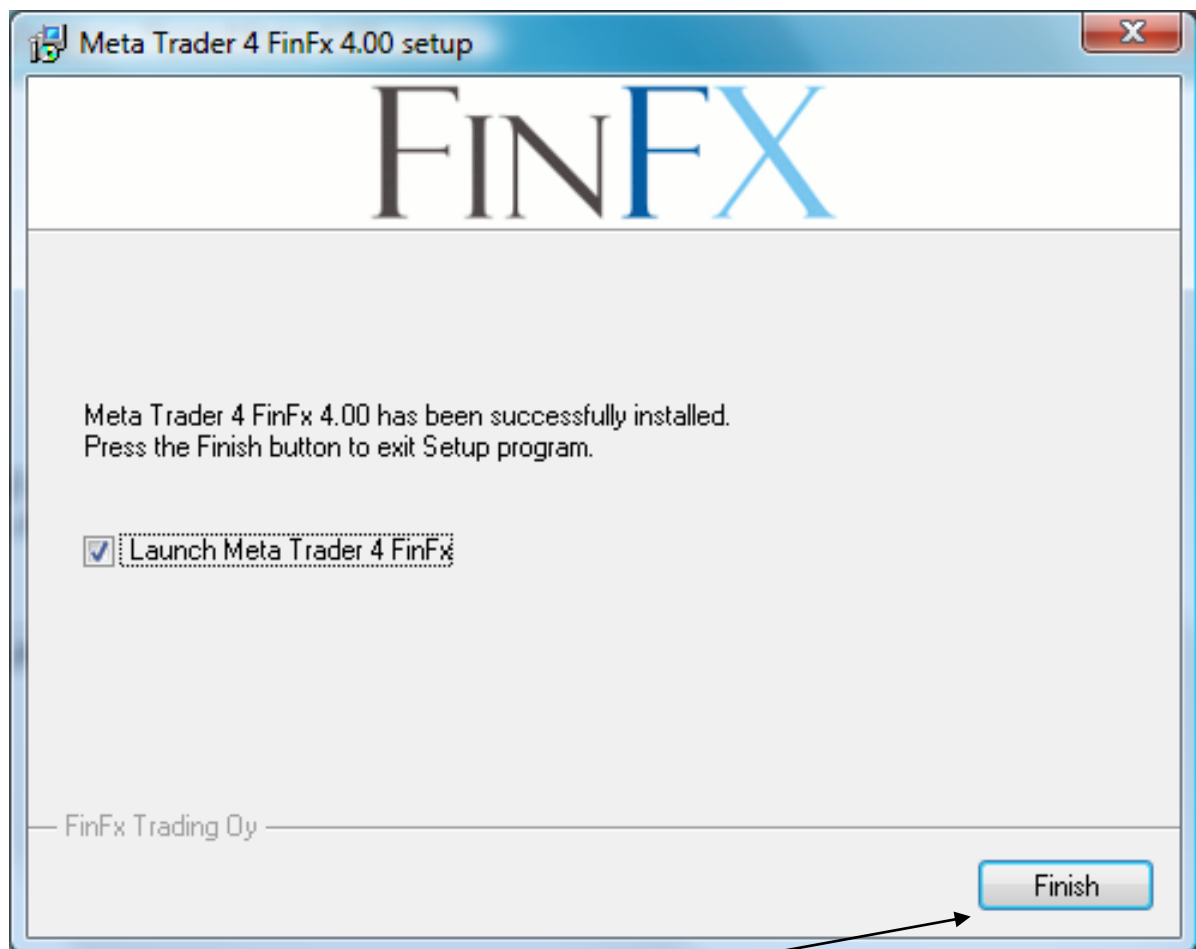 Meta Trader 4 FinFx 4.00 setup
FINFX
Meta Trader 4 FinFx 4.00 has been successfully installed.
Press the Finish button to exit Setup program.
Launch Meta Trader 4 FinFx
FinFx Trading Oy
Finish